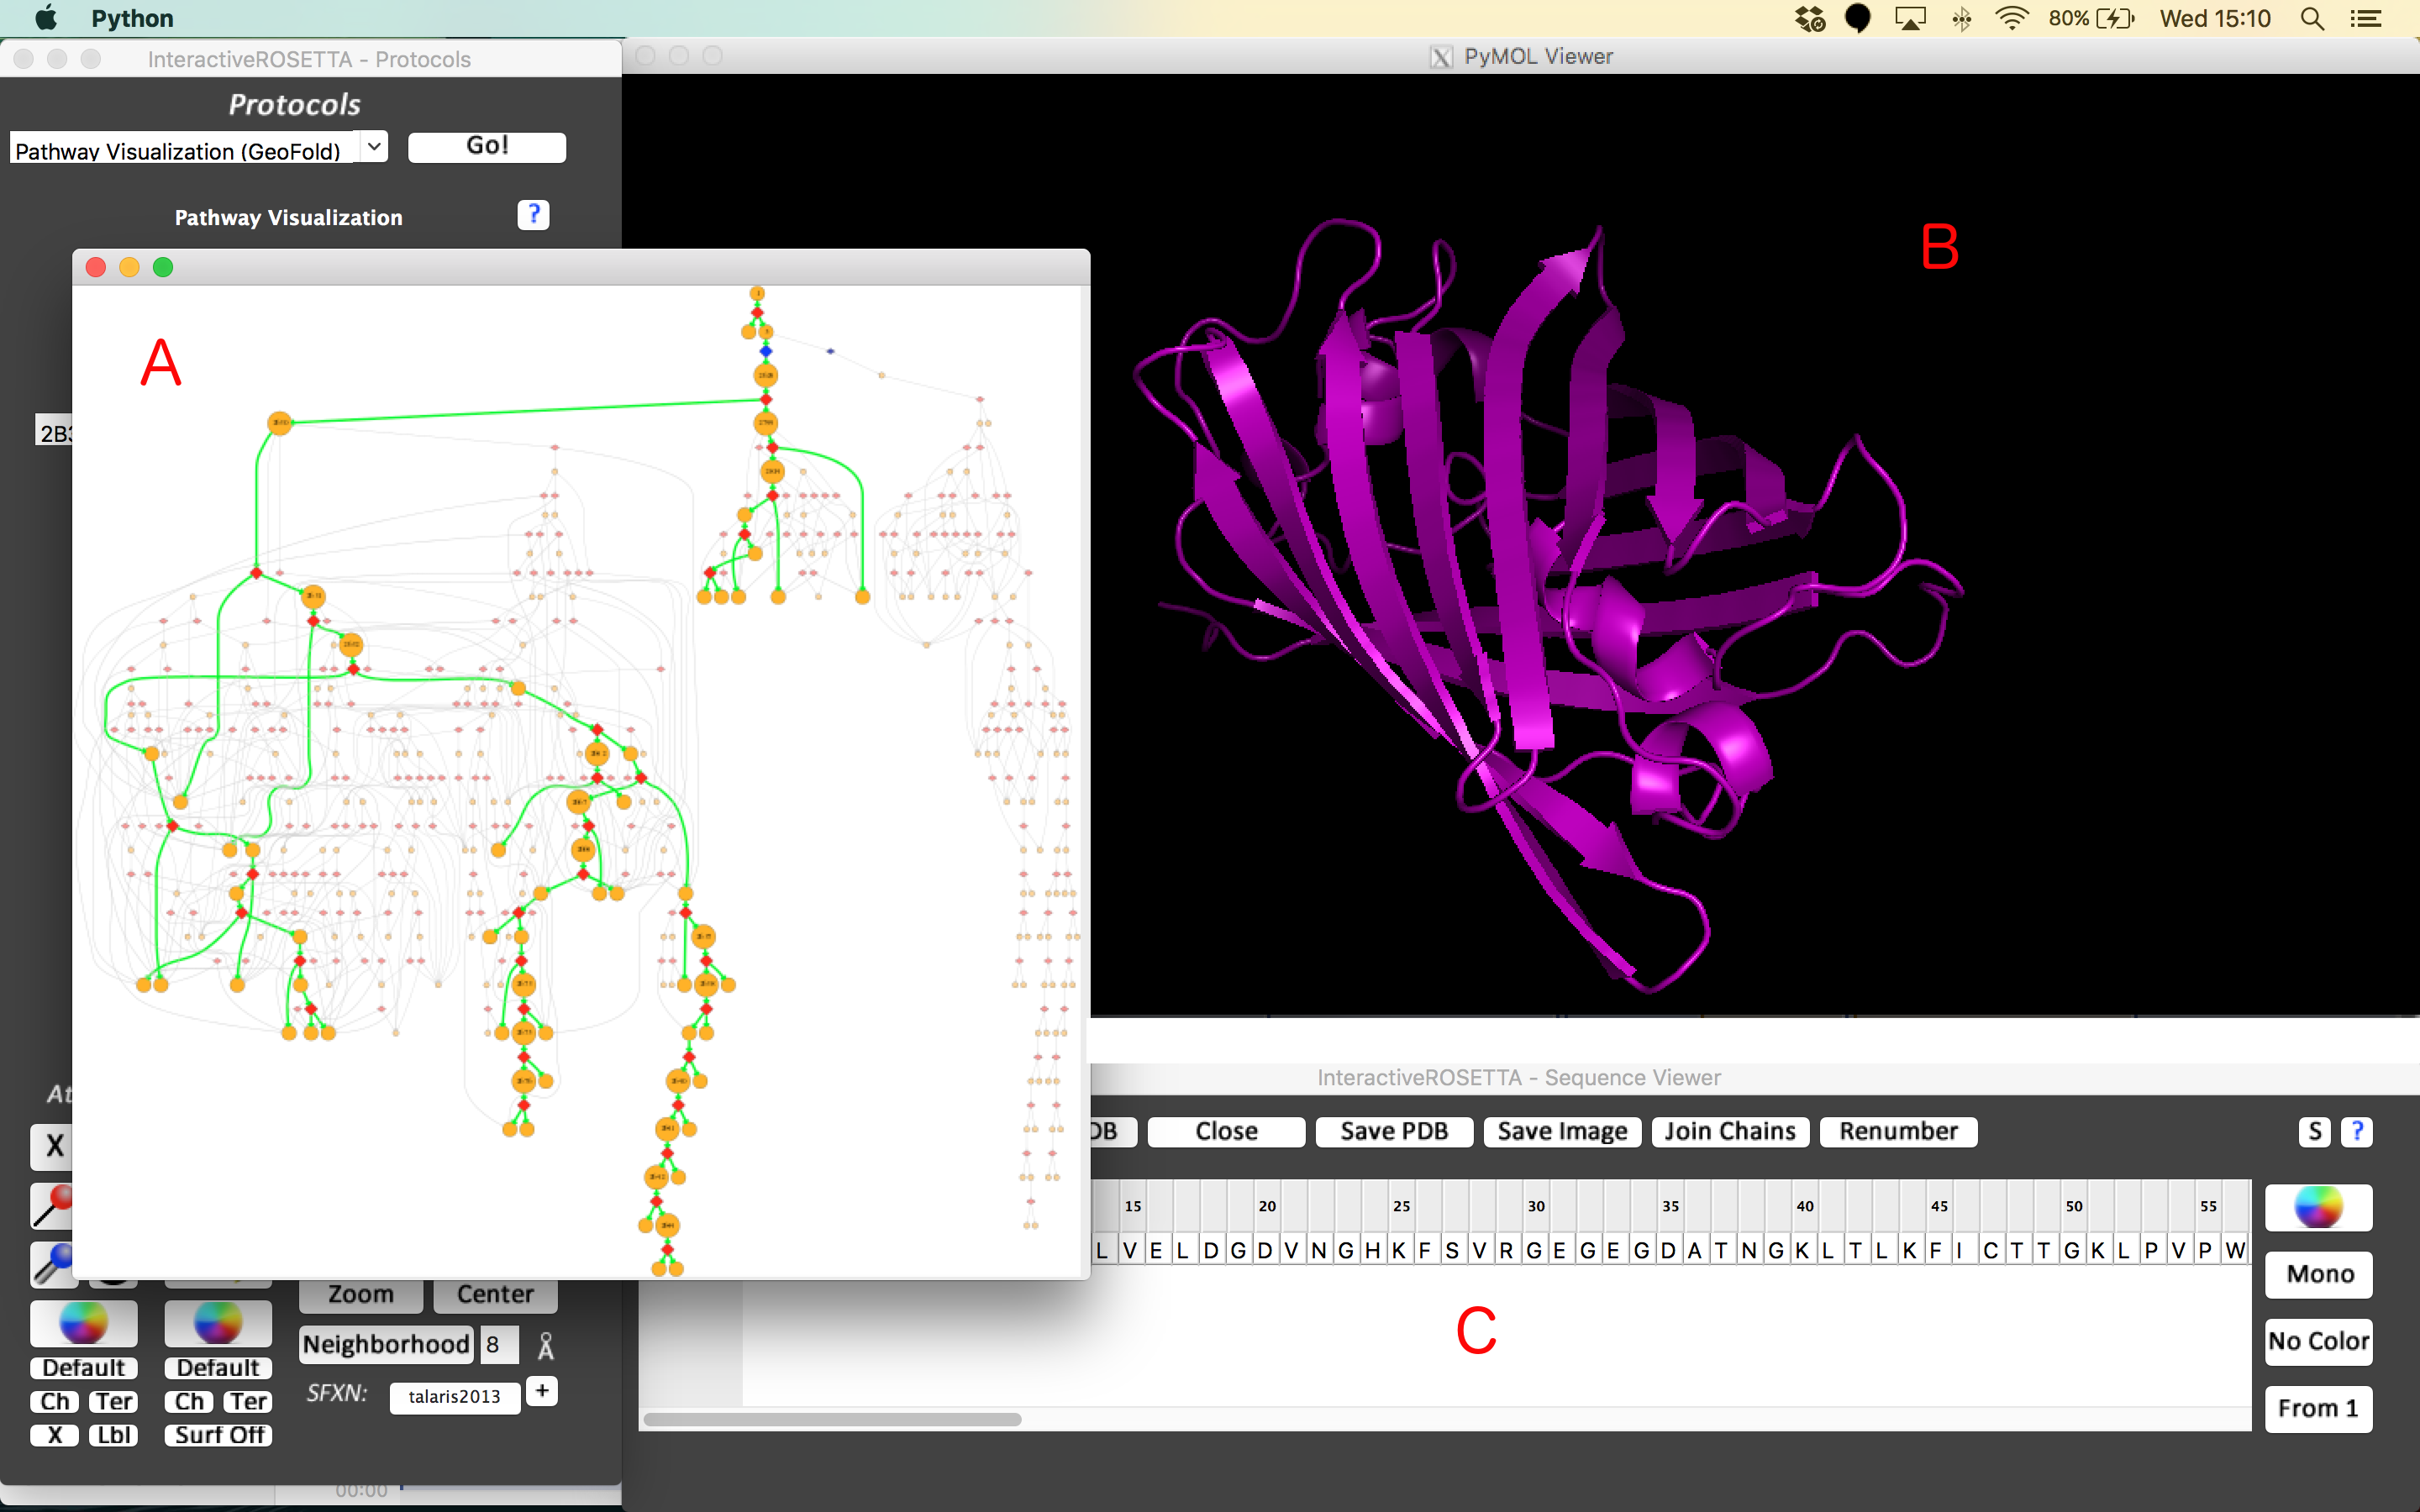 Python
80%
Wed 15:10
InteractiveROSETTA - Protocols
PyMOL Viewer
Protocols
Pathway Visualization (GeoFold)
Go!
Pathway Visualization
?
A
B
2B3
At
X
Zoom
Center
Neighborhood
8
Å
Default
Default
SFXN:
talaris2013
+
Ch
Ter
Ch
Ter
X
Lbl
Surf Off
00:00
InteractiveROSETTA - Sequence Viewer
DB
Close
Save PDB
Save Image
Join Chains
Renumber
S
?
15 20 25 30 35 40 45 50 55
L V E L D G D V N G H K F S V R G E G E G D A T N G K L T L K F I C T T G K L P V P W
C
Mono
No Color
From 1